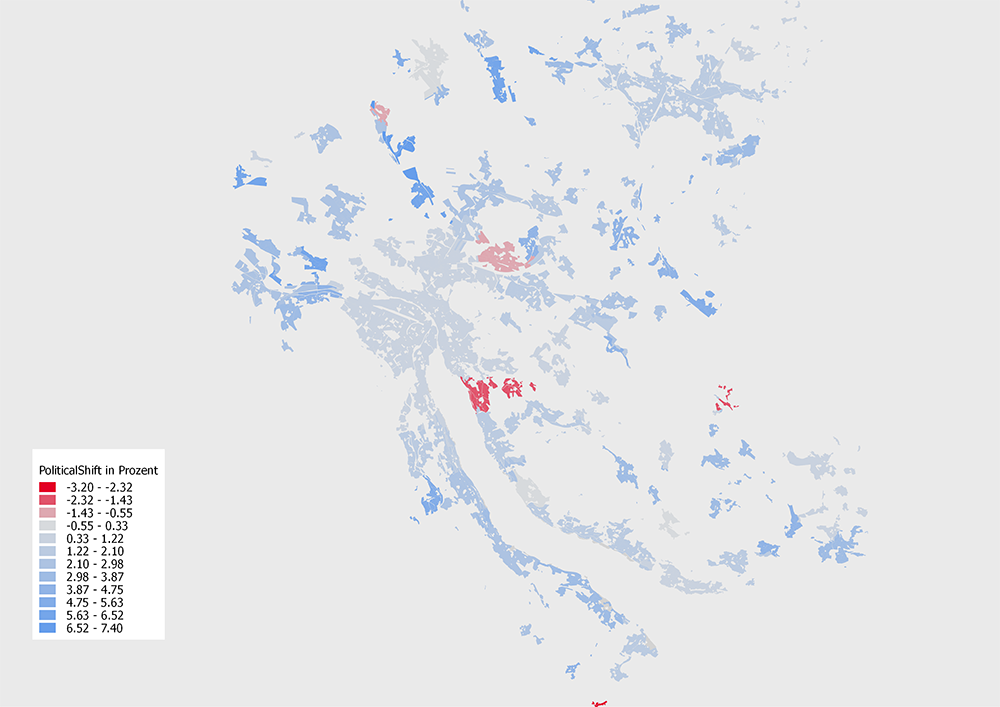 PoliticalShift in Prozent
-3.20 - -2.32
-2.32 - -1.43
-1.43 - -0.55
-0.55 - 0.33
0.33 - 1.22
1.22 - 2.10
2.10 - 2.98
2.98 - 3.87
3.87 - 4.75
4.75 - 5.63
5.63 - 6.52
6.52 - 7.40